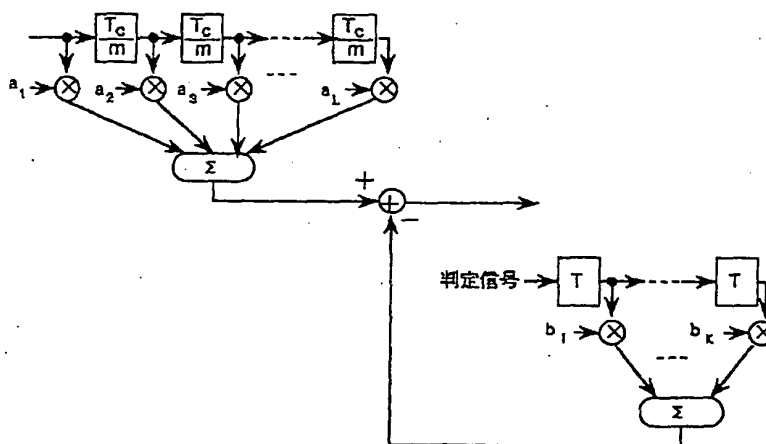 Tc/m Tc/m Tc/m
a1 a2 a3 --- aL
Σ
+
+
−
判定信号 T T
b1 bK
Σ